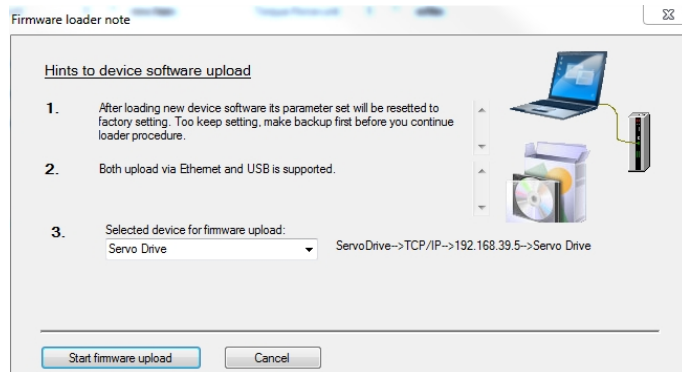 Firmware loader note
Hints to device software upload
1. After loading new device software its parameter set will be resetted to
factory setting. Too keep setting, make backup first before you continue
loader procedure.
2. Both upload via Ethernet and USB is supported.
3. Selected device for firmware upload:
Servo Drive ServoDrive-->TCP/IP-->192.168.39.5-->Servo Drive
Start firmware upload Cancel